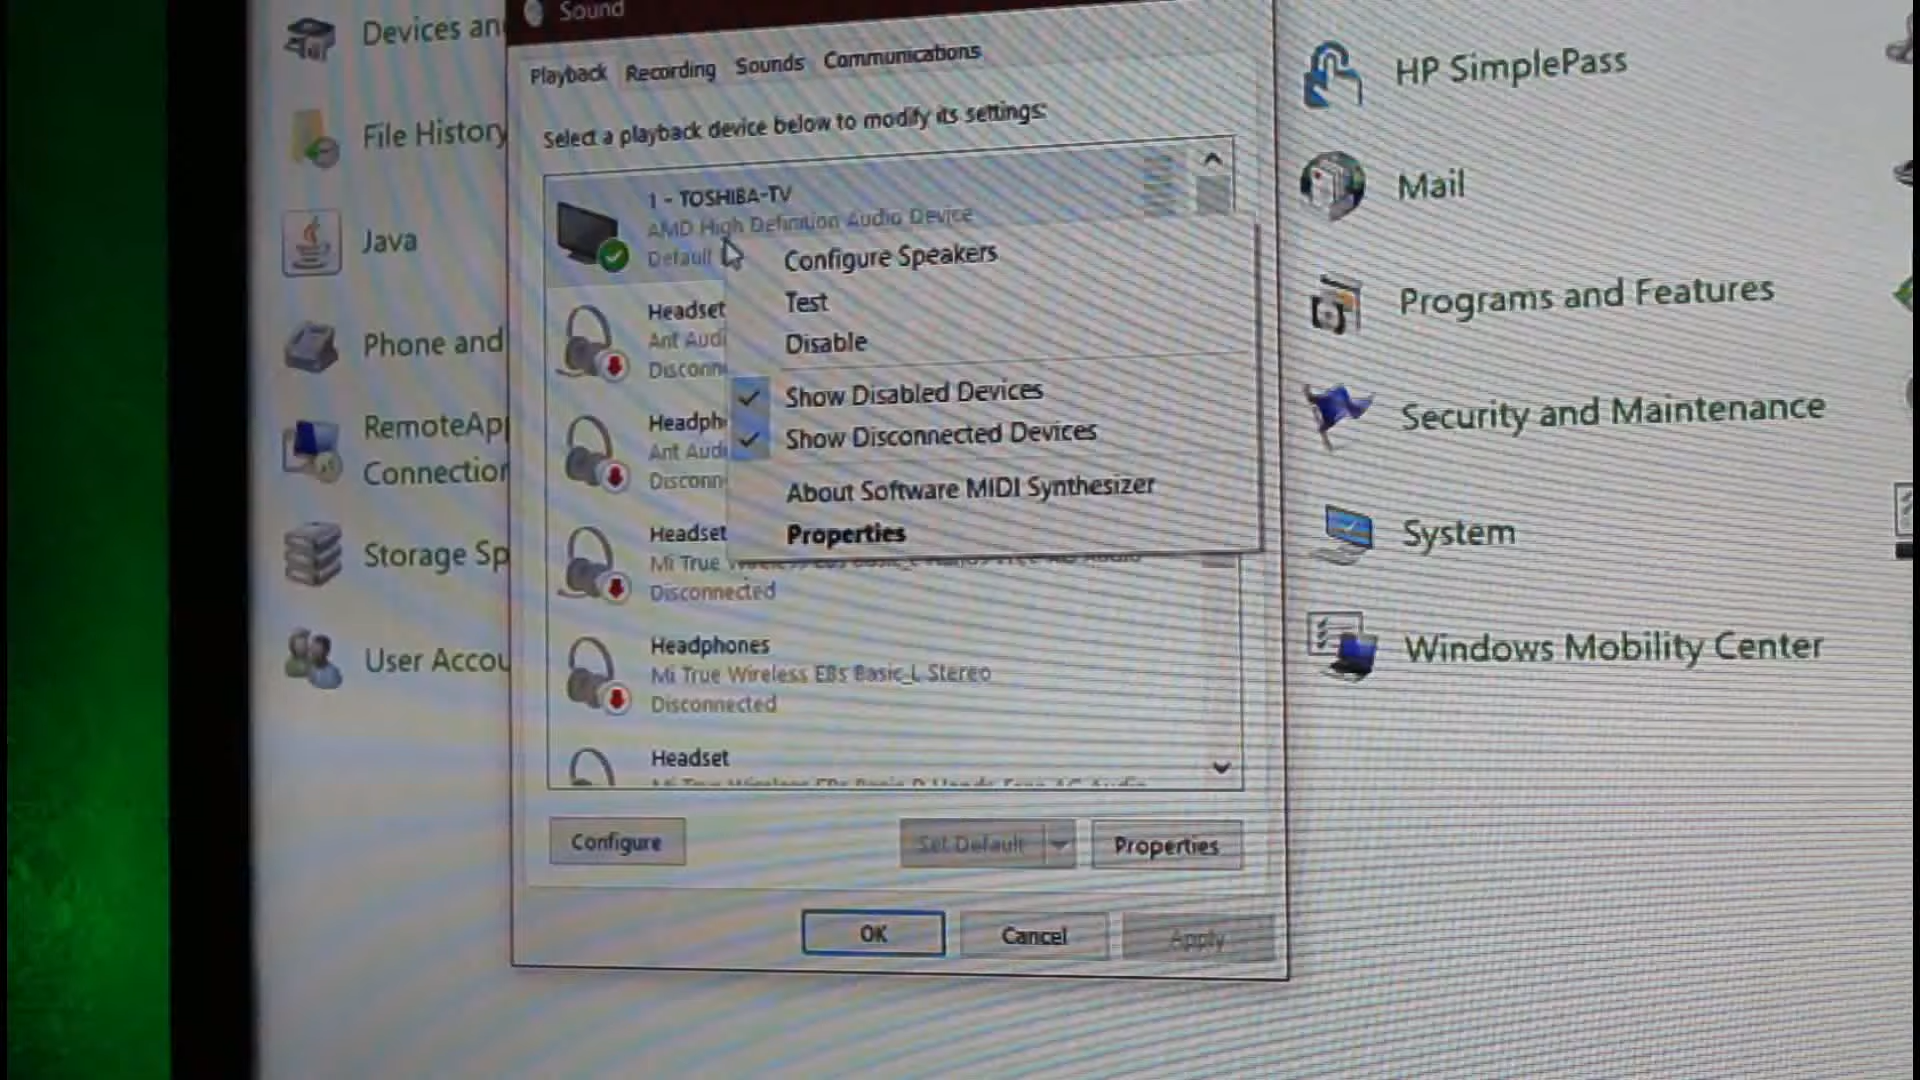 Sound
Devices an
File History
Java
Phone and
RemoteAp
Connection
Storage Sp
User Accou
Playback Recording Sounds Communications
Select a playback device below to modify its settings:
1 - TOSHIBA-TV
AMD High Definition Audio Device
Default
Headset
Ant Audi
Disconn
Headph
Ant Audi
Disconn
Headset
Mi True
Disconnected
Headphones
Mi True Wireless EBs Basic_L Stereo
Disconnected
Headset
Configure Speakers
Test
Disable
Show Disabled Devices
Show Disconnected Devices
About Software MIDI Synthesizer
Properties
Configure Set Default Properties
OK Cancel Apply
HP SimplePass
Mail
Programs and Features
Security and Maintenance
System
Windows Mobility Center